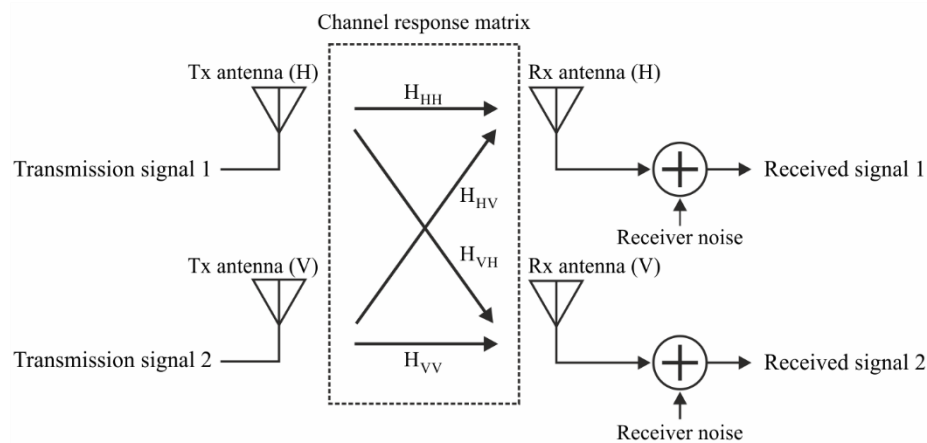 Channel response matrix
Tx antenna (H)
Rx antenna (H)
H_HH
Transmission signal 1
Received signal 1
H_HV
Receiver noise
Tx antenna (V)
H_VH
Rx antenna (V)
Transmission signal 2
H_VV
Received signal 2
Receiver noise